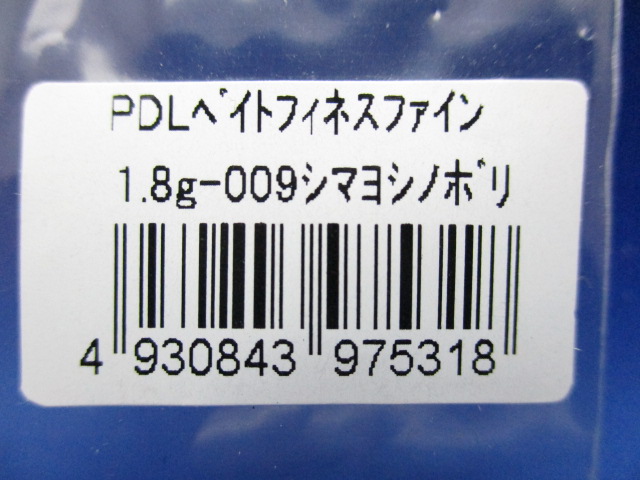 PDLﾍﾞｲﾄﾌｨﾈｽﾌｧｲﾝ
1.8g-009ｼﾏﾖｼﾉﾎﾞﾘ
4 930843 975318